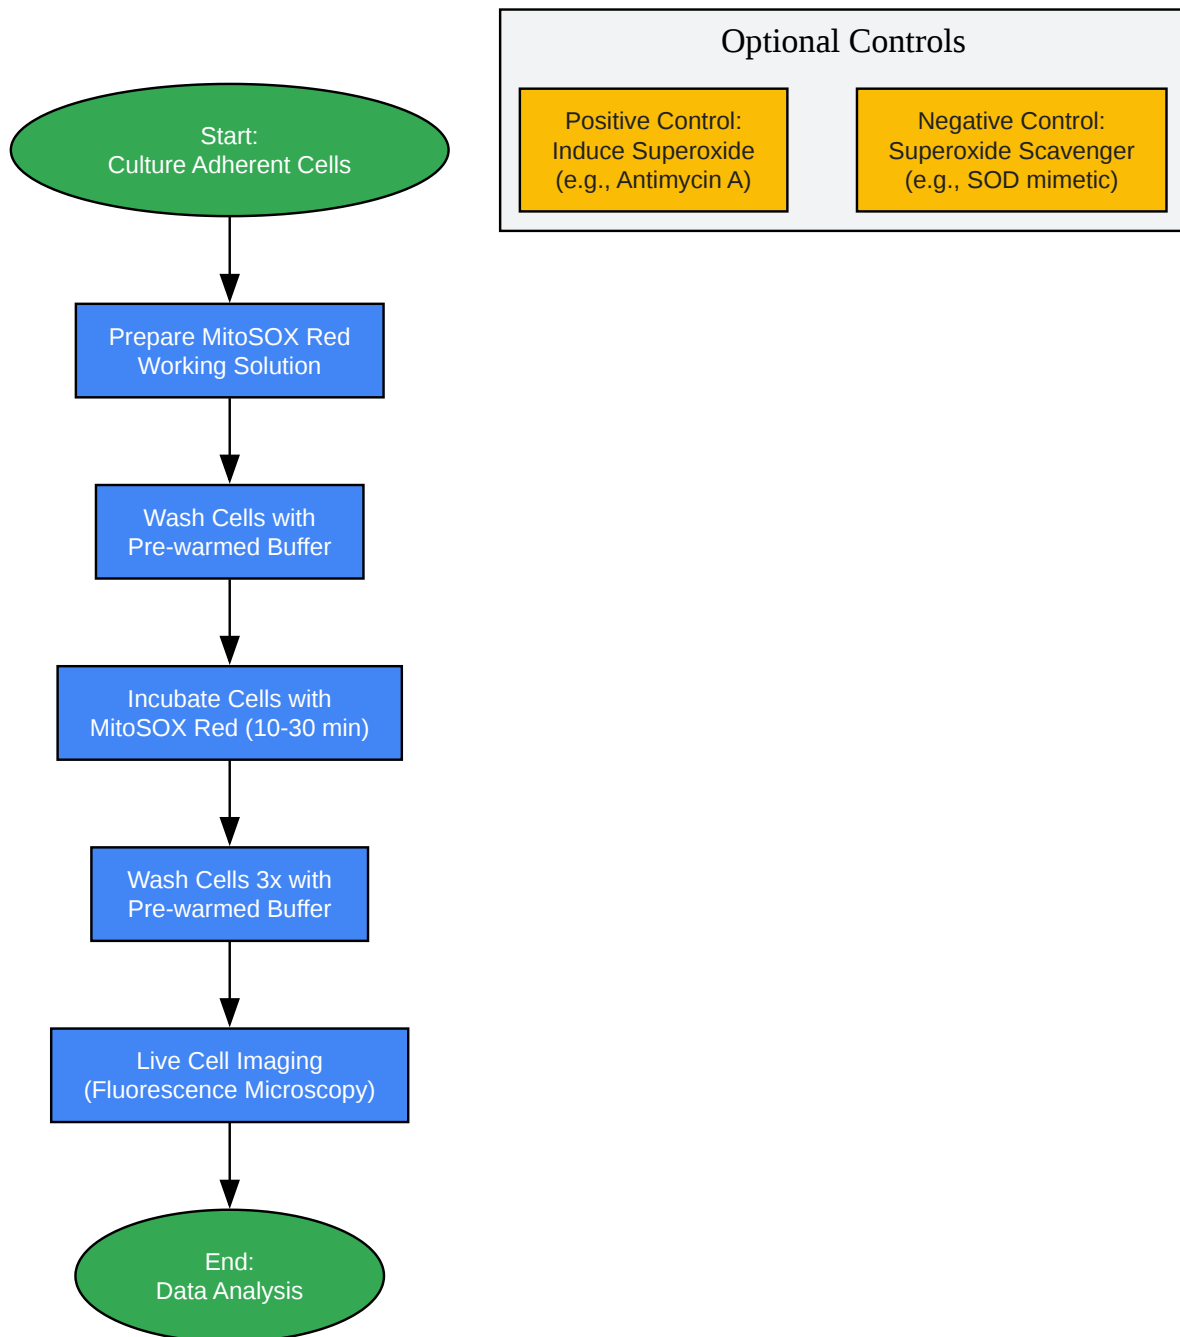 Optional Controls
Start:
Culture Adherent Cells
Positive Control:
Induce Superoxide
(e.g., Antimycin A)
Negative Control:
Superoxide Scavenger
(e.g., SOD mimetic)
Prepare MitoSOX Red
Working Solution
Wash Cells with
Pre-warmed Buffer
Incubate Cells with
MitoSOX Red (10-30 min)
Wash Cells 3x with
Pre-warmed Buffer
Live Cell Imaging
(Fluorescence Microscopy)
End:
Data Analysis